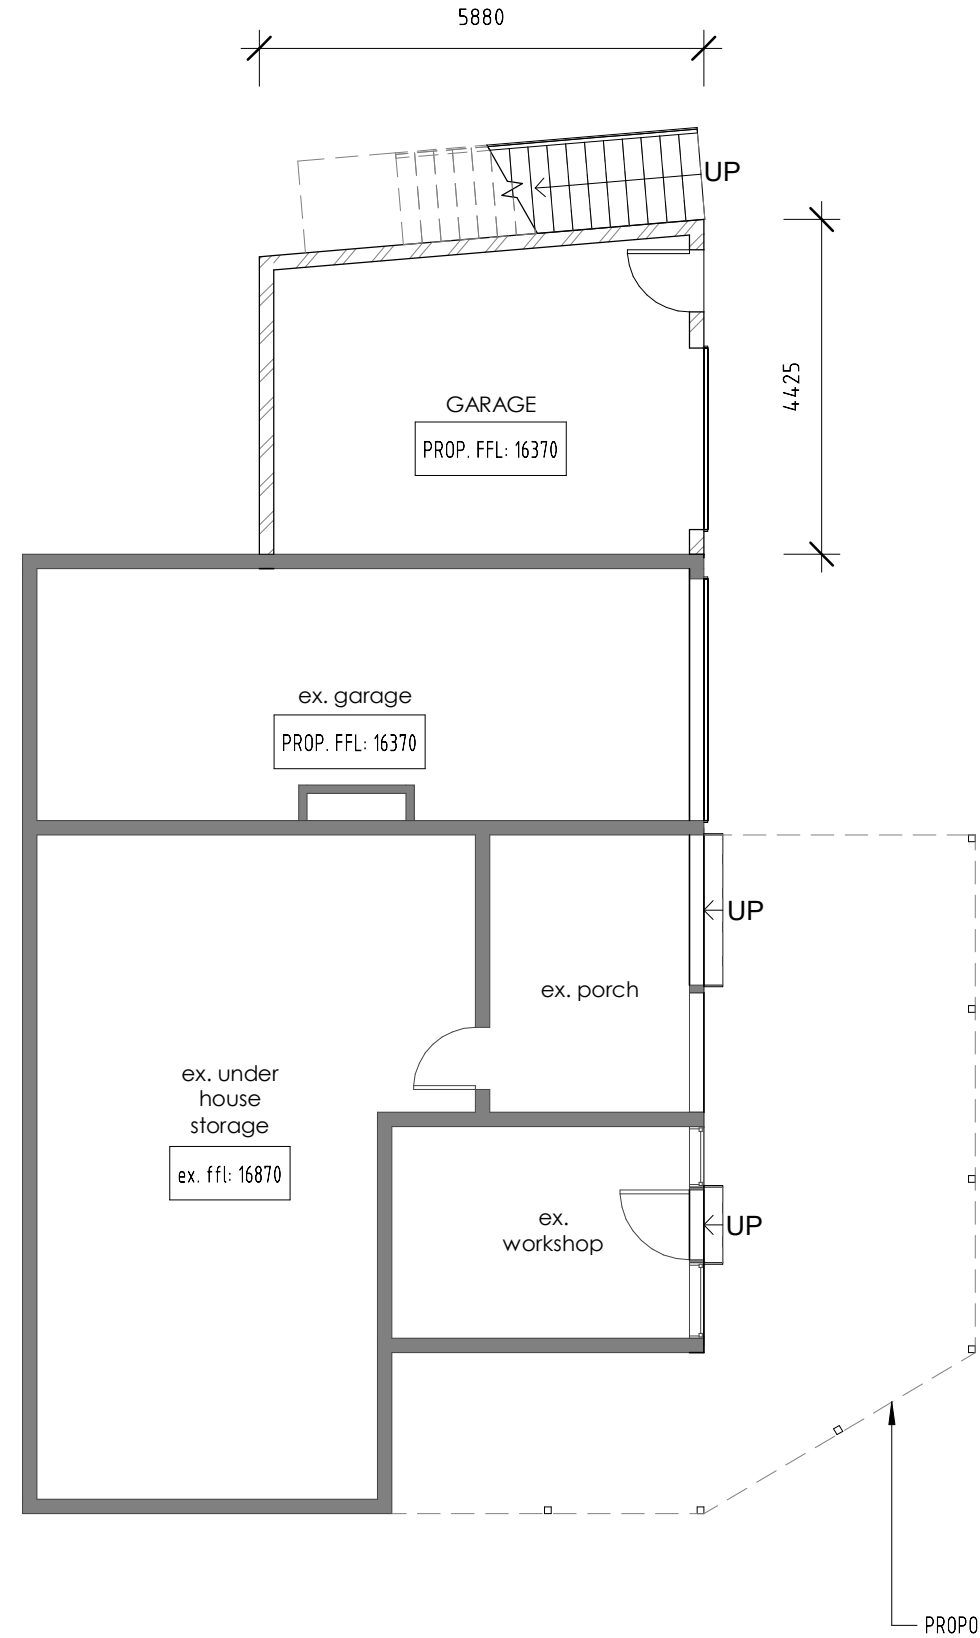 5880
UP
4425
GARAGE
PROP. FFL: 16370
ex. garage
PROP. FFL: 16370
UP
ex. porch
ex. under
house
storage
ex. ffl: 16870
ex.
workshop
UP
PROPO